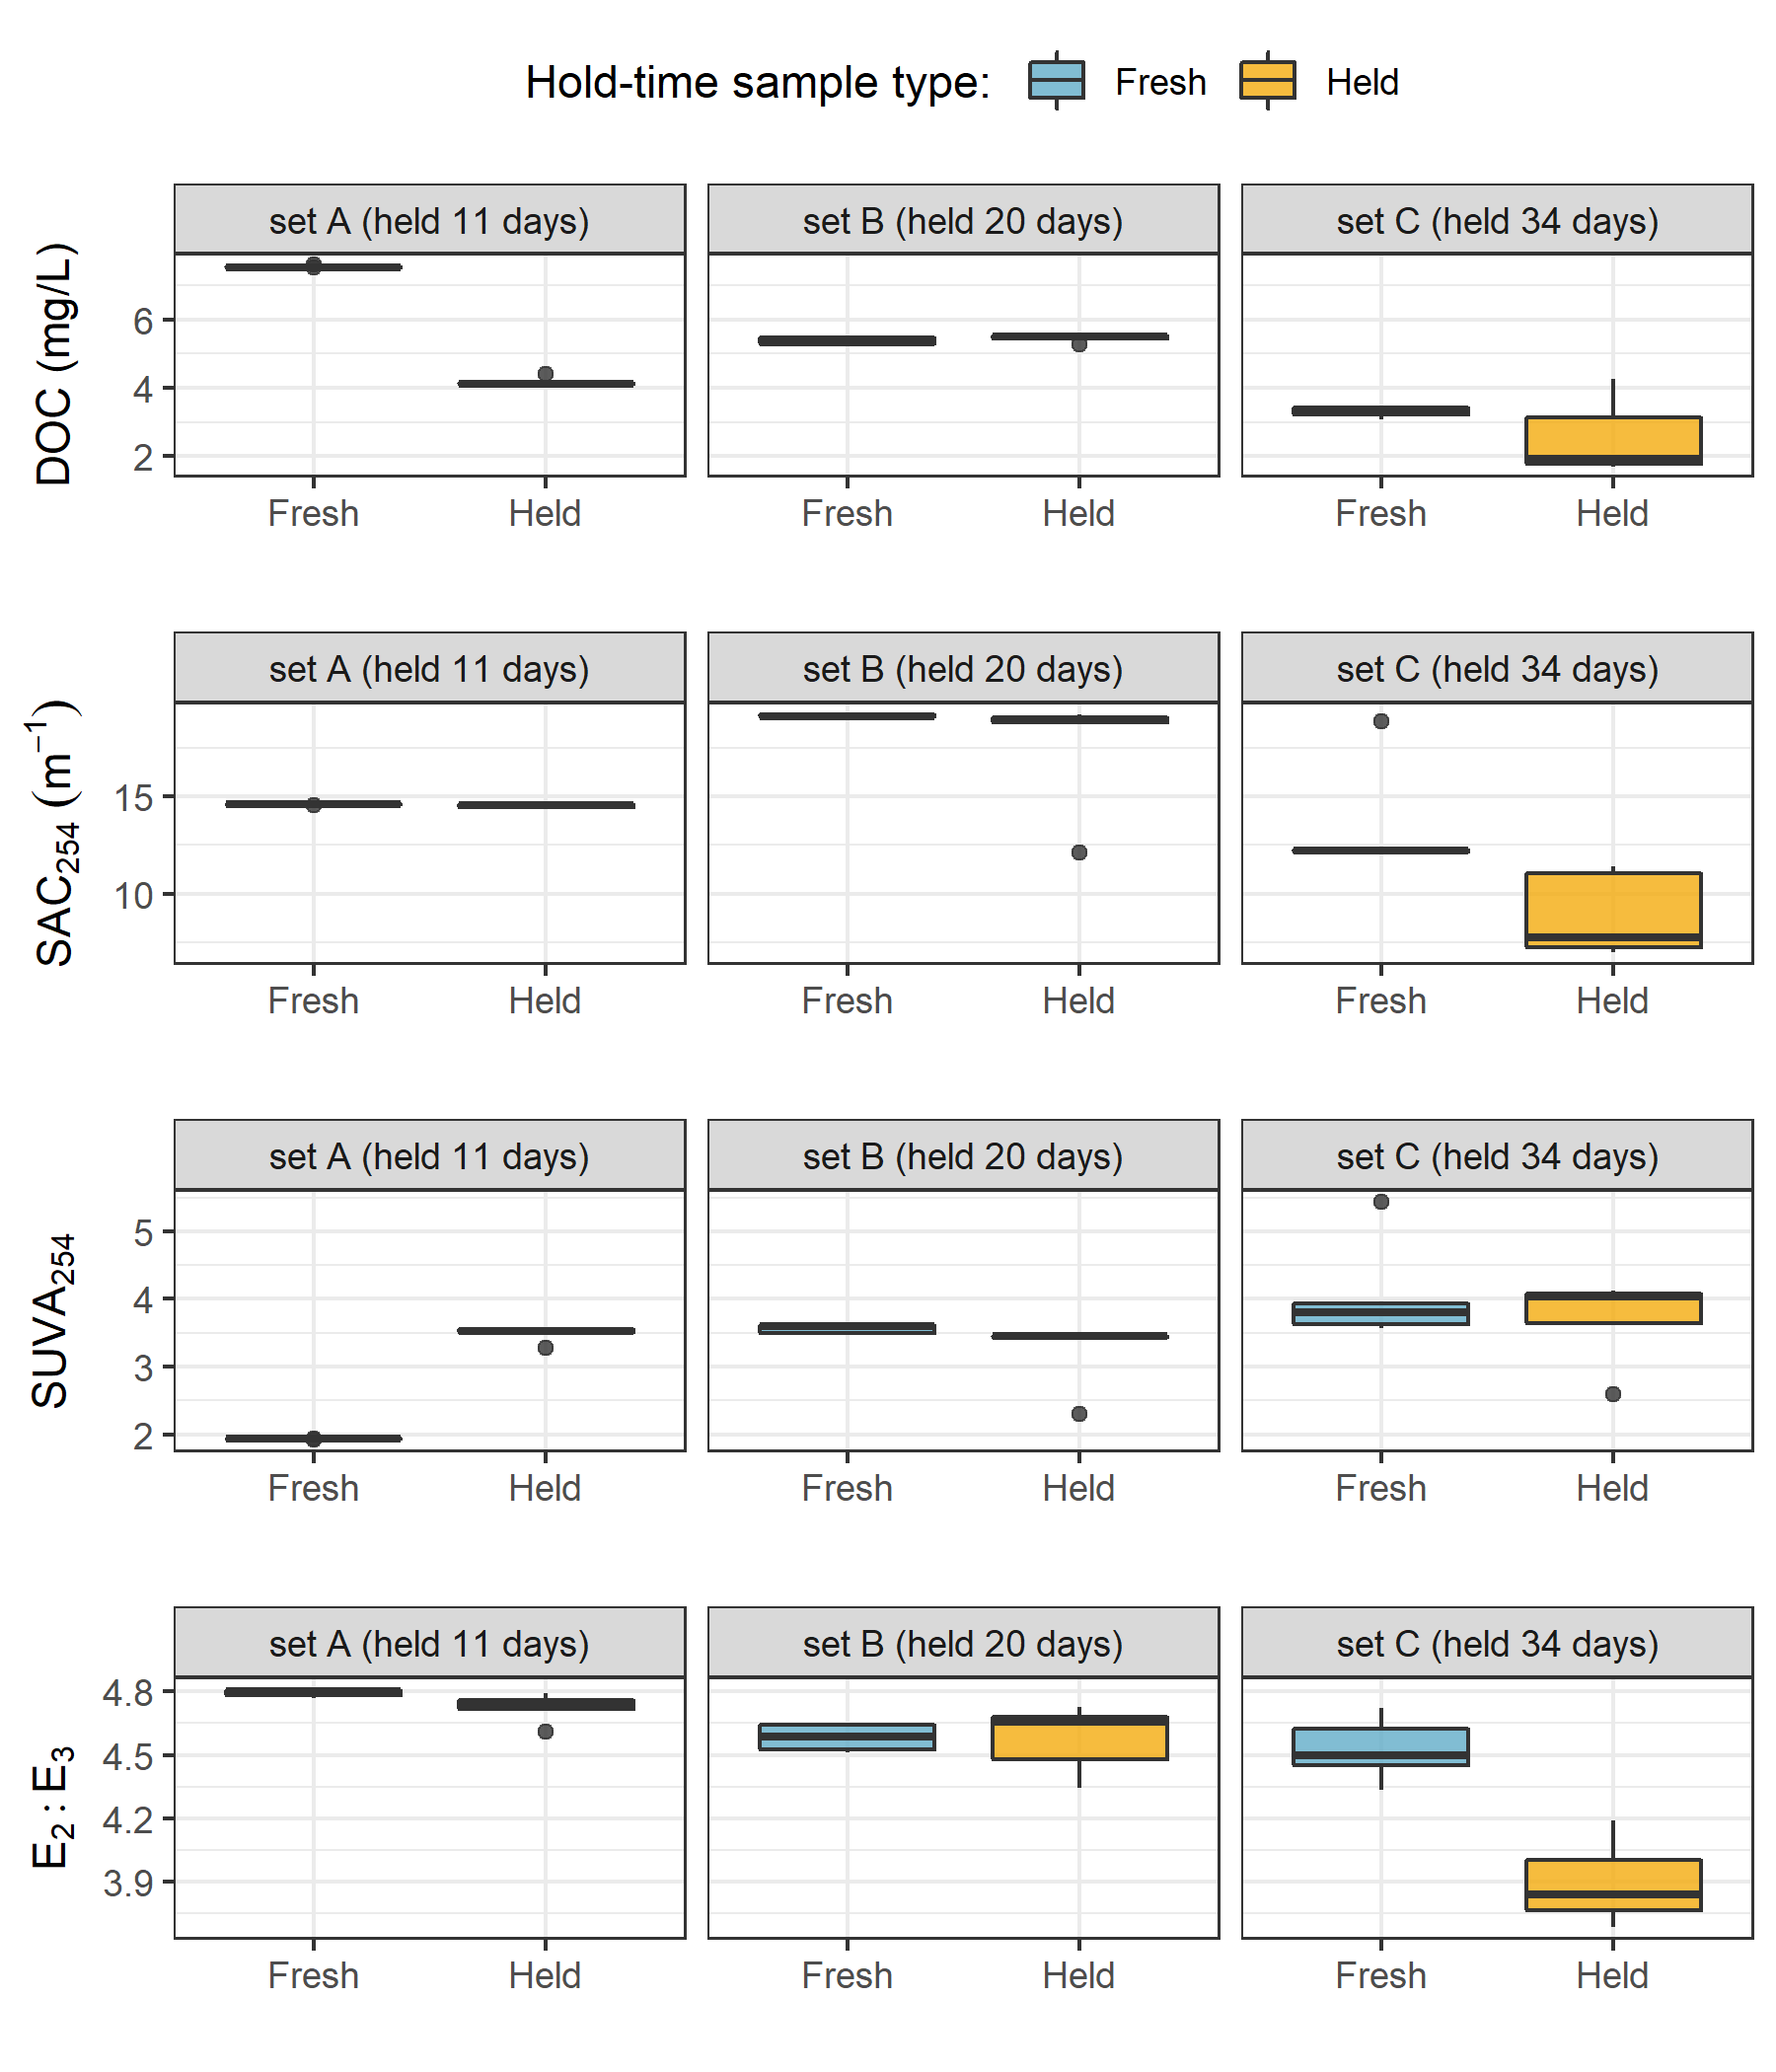 Hold-time sample type: Fresh Held
DOC (mg/L)
set A (held 11 days) set B (held 20 days) set C (held 34 days)
6
4
2
Fresh Held Fresh Held Fresh Held
SAC₂₅₄ (m⁻¹)
set A (held 11 days) set B (held 20 days) set C (held 34 days)
15
10
Fresh Held Fresh Held Fresh Held
SUVA₂₅₄
set A (held 11 days) set B (held 20 days) set C (held 34 days)
5
4
3
2
Fresh Held Fresh Held Fresh Held
E₂:E₃
set A (held 11 days) set B (held 20 days) set C (held 34 days)
4.8
4.5
4.2
3.9
Fresh Held Fresh Held Fresh Held